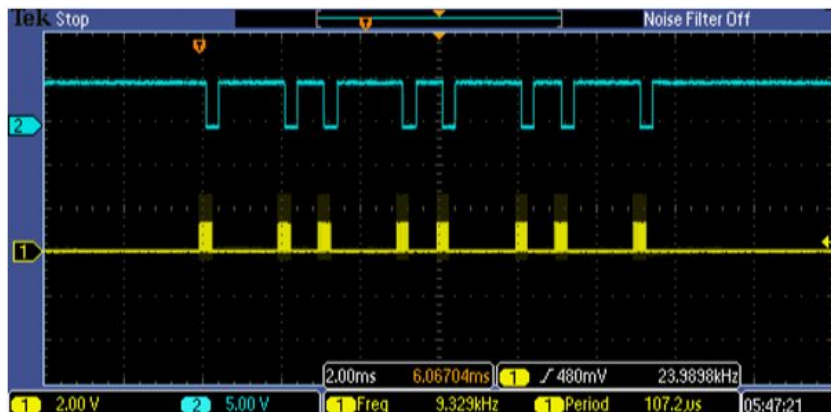 Tek Stop Noise Filter Off
T
T
2
1
2.00ms 6.06704ms 1 480mV 23.9898kHz
1 2.00 V 2 5.00 V 1 Freq 9.329kHz 1 Period 107.2µs 05:47:21